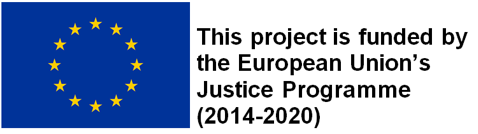 This project is funded by
the European Union's
Justice Programme
(2014-2020)